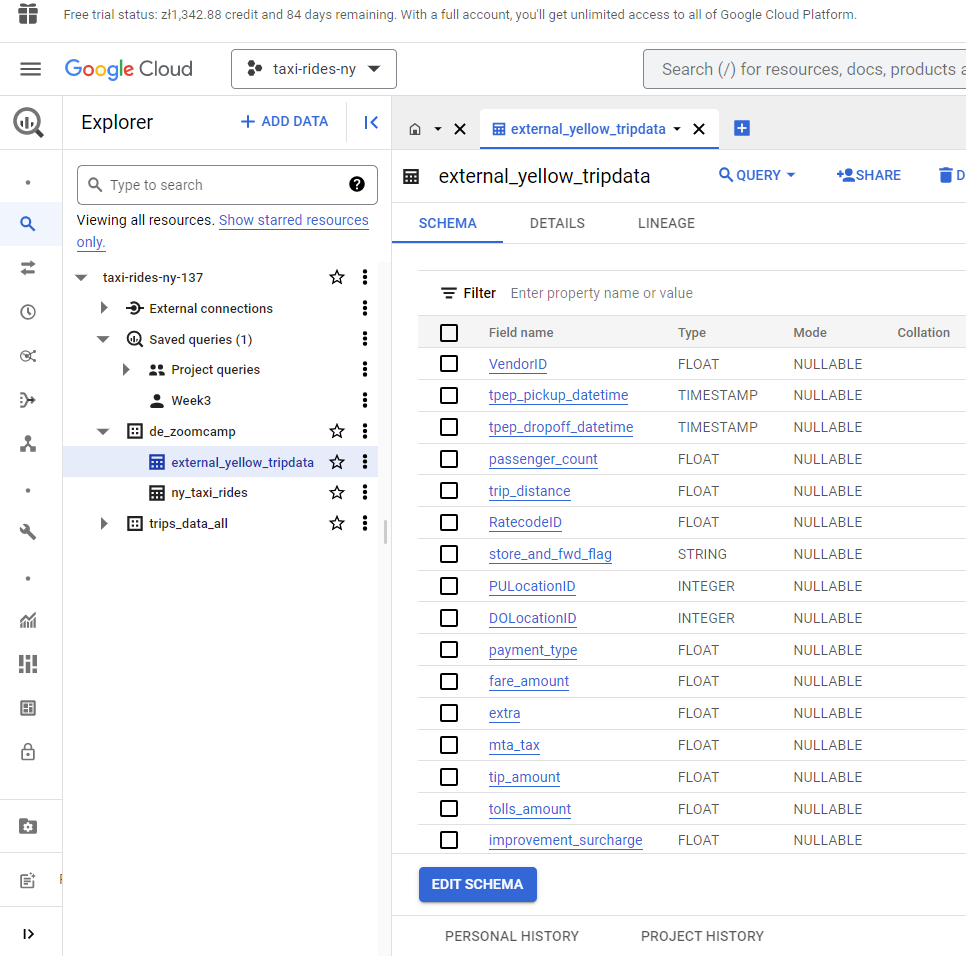 Free trial status: zł1,342.88 credit and 84 days remaining. With a full account, you'll get unlimited access to all of Google Cloud Platform.
Google Cloud
taxi-rides-ny
Search (/) for resources, docs, products a
Explorer
ADD DATA
external_yellow_tripdata
Type to search
Viewing all resources. Show starred resources
only.
taxi-rides-ny-137
External connections
Saved queries (1)
Project queries
Week3
de_zoomcamp
external_yellow_tripdata
ny_taxi_rides
trips_data_all
external_yellow_tripdata
QUERY
SHARE
D
SCHEMA
DETAILS
LINEAGE
Filter Enter property name or value
Field name Type Mode Collation
VendorID FLOAT NULLABLE
tpep_pickup_datetime TIMESTAMP NULLABLE
tpep_dropoff_datetime TIMESTAMP NULLABLE
passenger_count FLOAT NULLABLE
trip_distance FLOAT NULLABLE
RatecodeID FLOAT NULLABLE
store_and_fwd_flag STRING NULLABLE
PULocationID INTEGER NULLABLE
DOLocationID INTEGER NULLABLE
payment_type FLOAT NULLABLE
fare_amount FLOAT NULLABLE
extra FLOAT NULLABLE
mta_tax FLOAT NULLABLE
tip_amount FLOAT NULLABLE
tolls_amount FLOAT NULLABLE
improvement_surcharge FLOAT NULLABLE
EDIT SCHEMA
PERSONAL HISTORY
PROJECT HISTORY